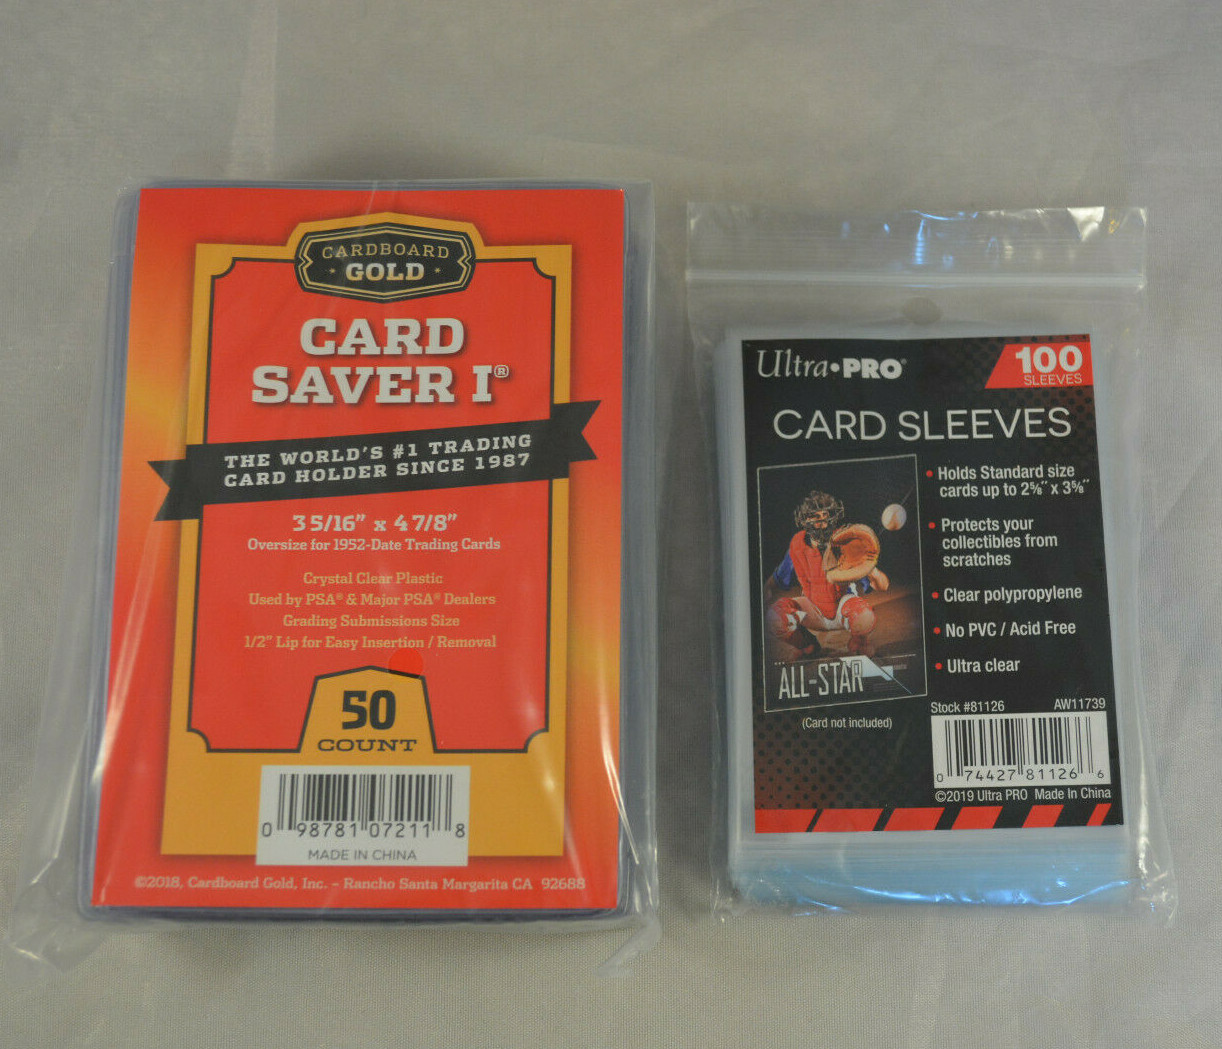 CARDBOARD
· GOLD ·
CARD
SAVER I®
THE WORLD'S #1 TRADING
CARD HOLDER SINCE 1987
3 5/16" x 4 7/8"
Oversize for 1952-Date Trading Cards
Crystal Clear Plastic
Used by PSA® & Major PSA® Dealers
Grading Submissions Size
1/2" Lip for Easy Insertion / Removal
50
COUNT
0 98781 07211 8
MADE IN CHINA
©2018, Cardboard Gold, Inc. – Rancho Santa Margarita CA 92688
Ultra•PRO®
100
SLEEVES
CARD SLEEVES
• Holds Standard size
cards up to 2⅝" x 3⅝"
• Protects your
collectibles from
scratches
• Clear polypropylene
• No PVC / Acid Free
• Ultra clear
ALL-STAR
(Card not included)
Stock #81126 AW11739
0 74427 81126 6
©2019 Ultra PRO Made In China